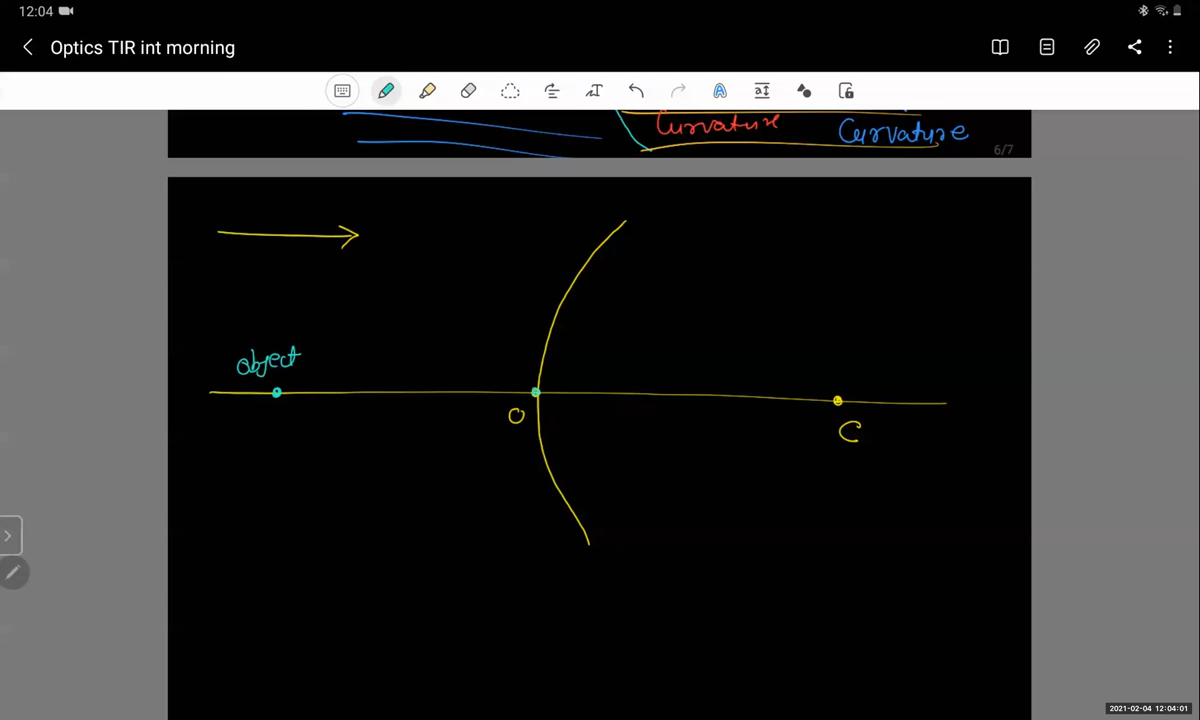 12:04
Optics TIR int morning
Curvature Curvature
6/7
object
O
C
2021-02-04 12:04:01